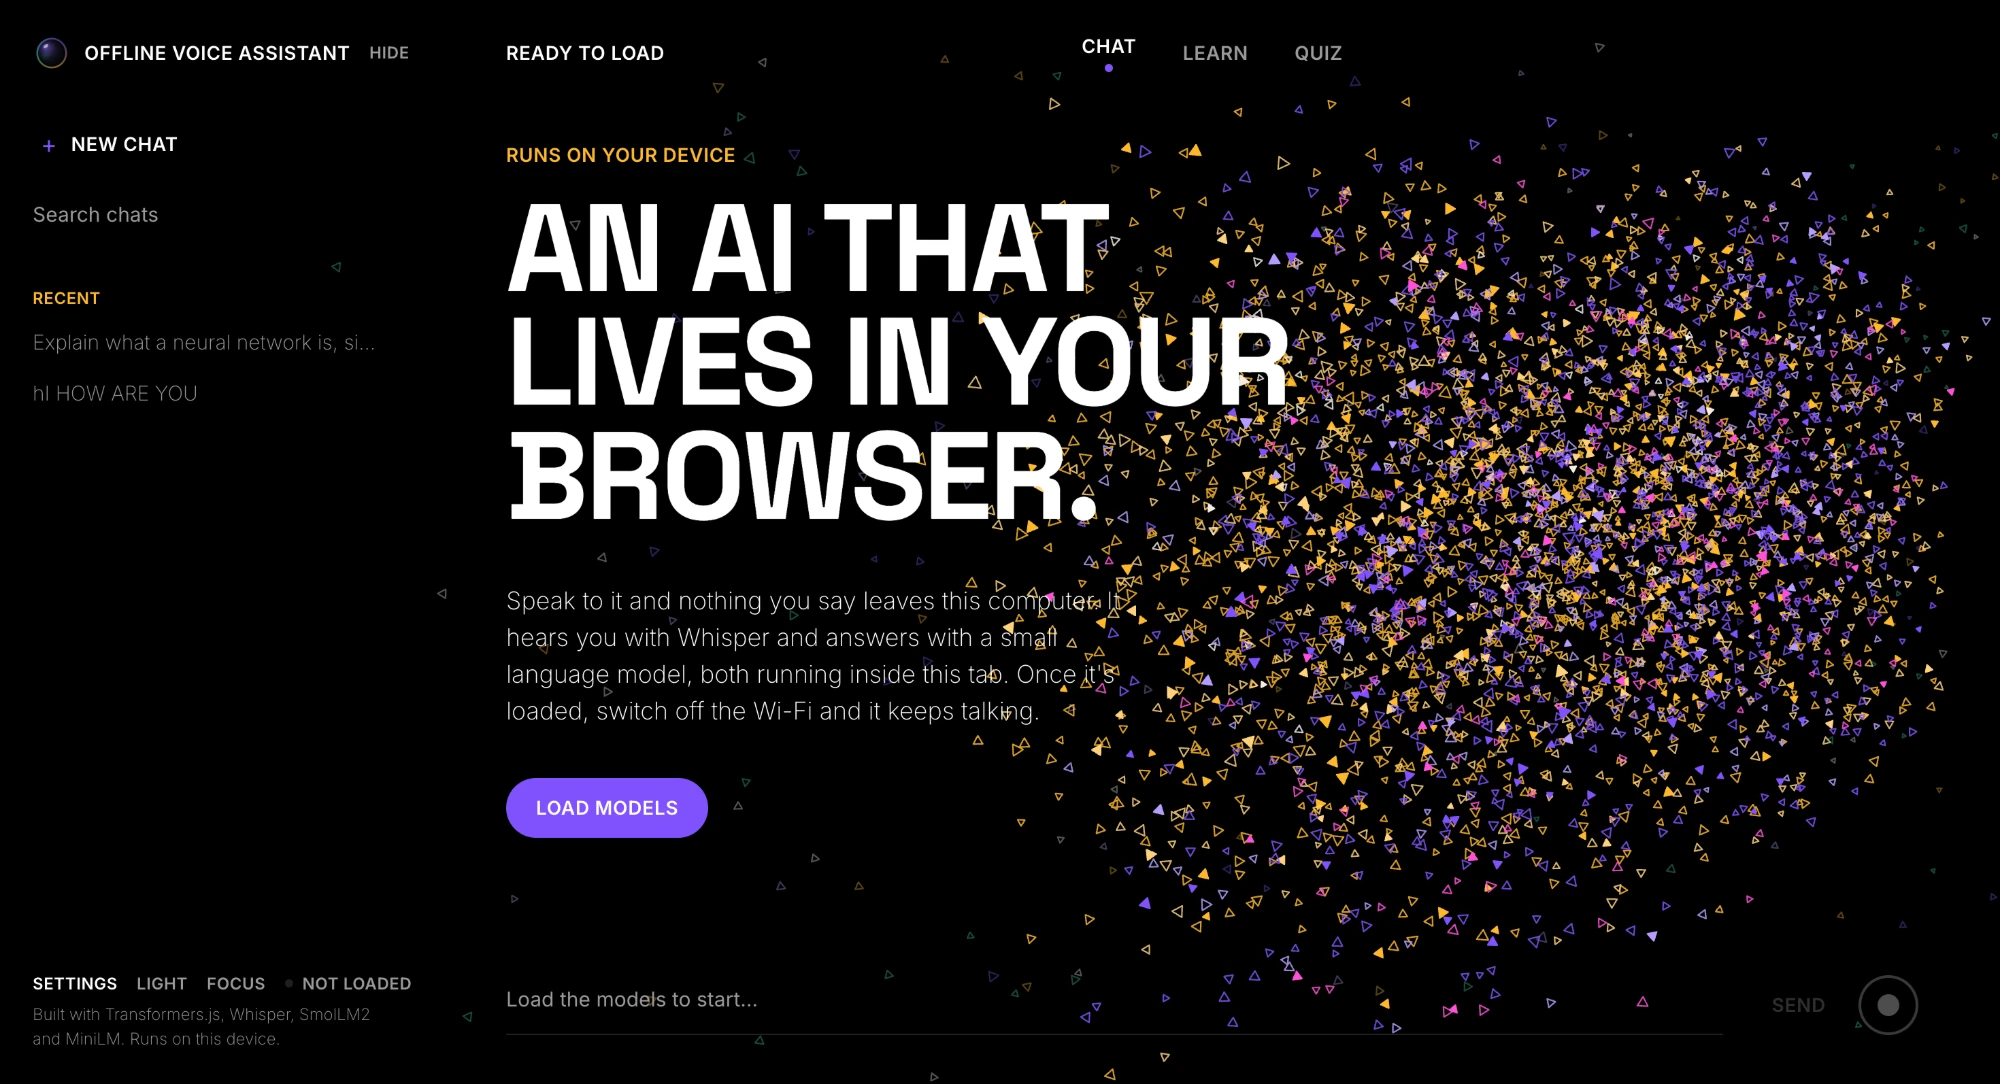 OFFLINE VOICE ASSISTANT HIDE
READY TO LOAD
CHAT LEARN QUIZ
+ NEW CHAT
Search chats
RECENT
Explain what a neural network is, si...
hI HOW ARE YOU
RUNS ON YOUR DEVICE
AN AI THAT
LIVES IN YOUR
BROWSER.
Speak to it and nothing you say leaves this computer. It
hears you with Whisper and answers with a small
language model, both running inside this tab. Once it's
loaded, switch off the Wi-Fi and it keeps talking.
LOAD MODELS
SETTINGS LIGHT FOCUS NOT LOADED
Built with Transformers.js, Whisper, SmolLM2
and MiniLM. Runs on this device.
Load the models to start...
SEND